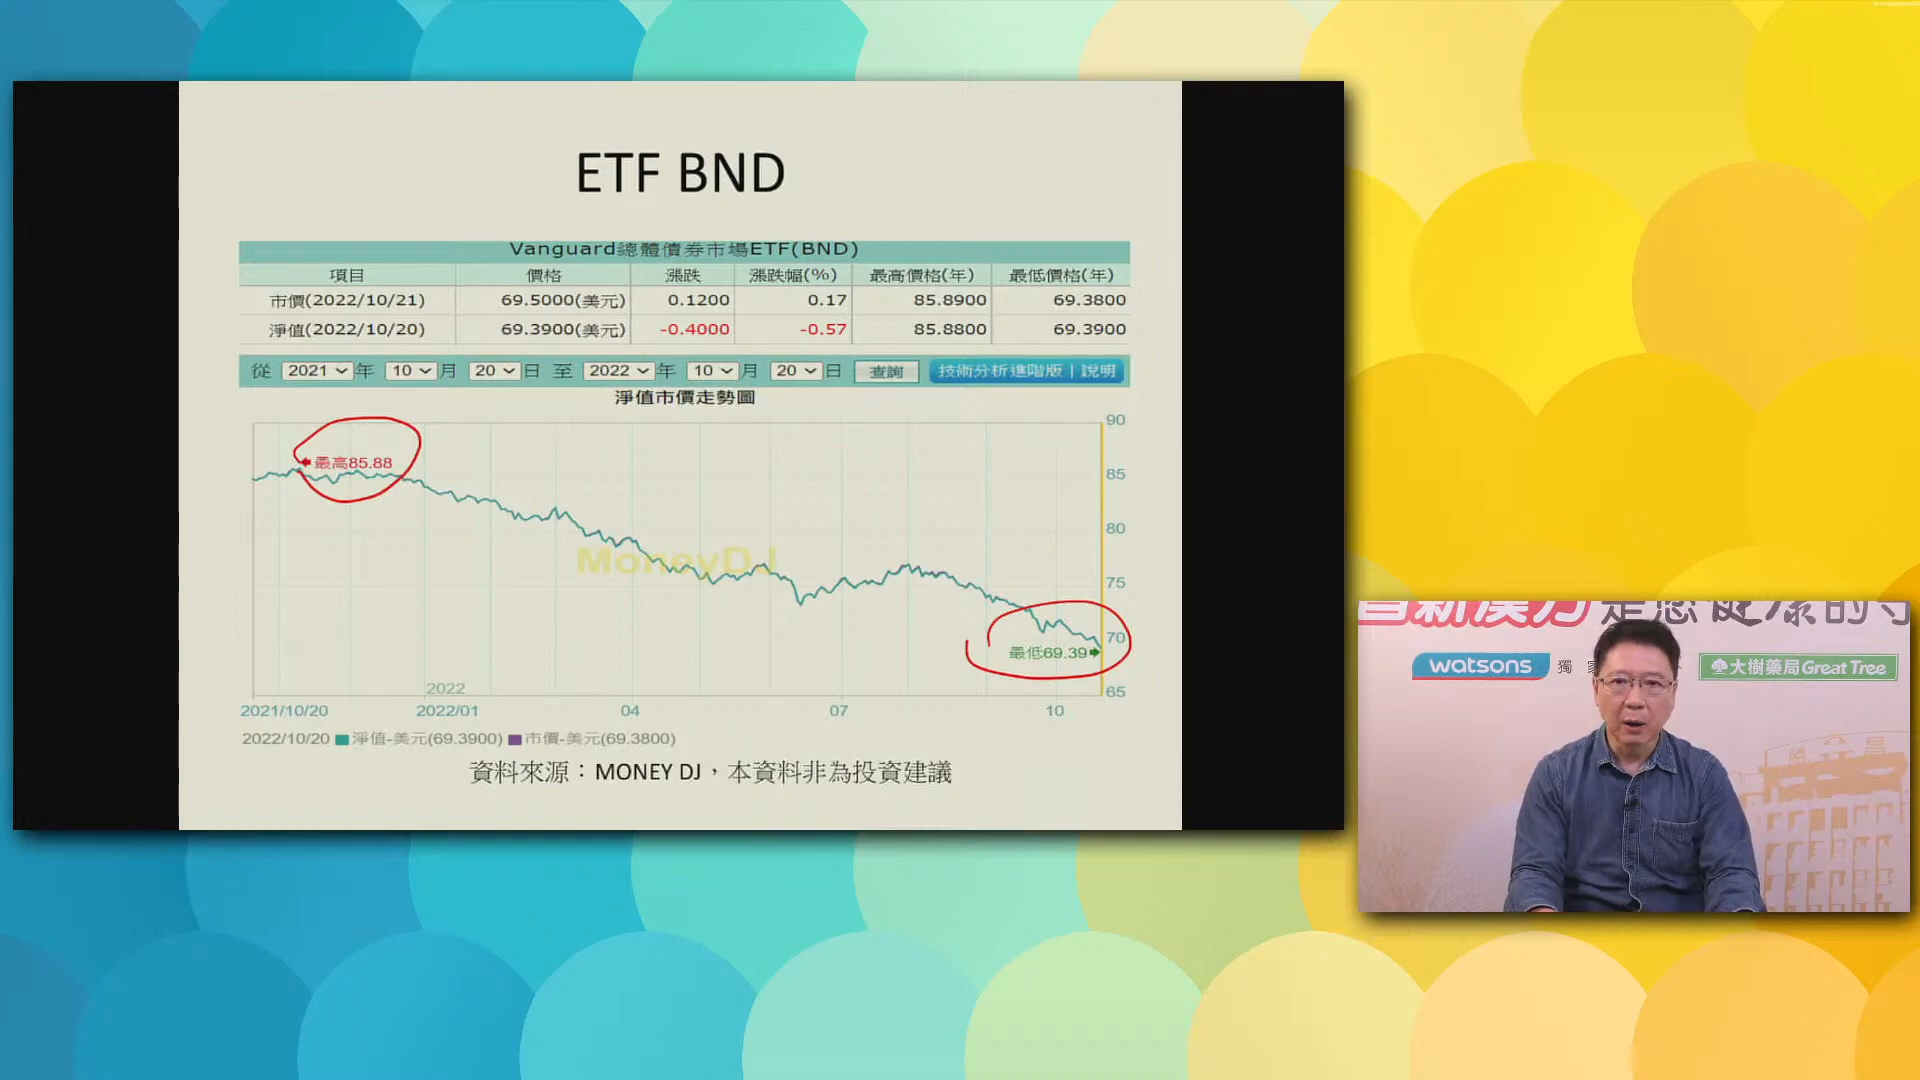 ETF BND
Vanguard總體債券市場ETF(BND)
項目 價格 漲跌 漲跌幅(%) 最高價格(年) 最低價格(年)
市價(2022/10/21) 69.5000(美元) 0.1200 0.17 85.8900 69.3800
淨值(2022/10/20) 69.3900(美元) -0.4000 -0.57 85.8800 69.3900
從 2021 年 10 月 20 日 至 2022 年 10 月 20 日 查詢 技術分析進階版 | 說明
淨值市價走勢圖
90
最高85.88
85
80
MoneyDJ
75
70
最低69.39
65
2022
2021/10/20 2022/01 04 07 10
2022/10/20 淨值-美元(69.3900) 市價-美元(69.3800)
資料來源：MONEY DJ，本資料非為投資建議
是您健康的
watsons 獨
大樹藥局 Great Tree